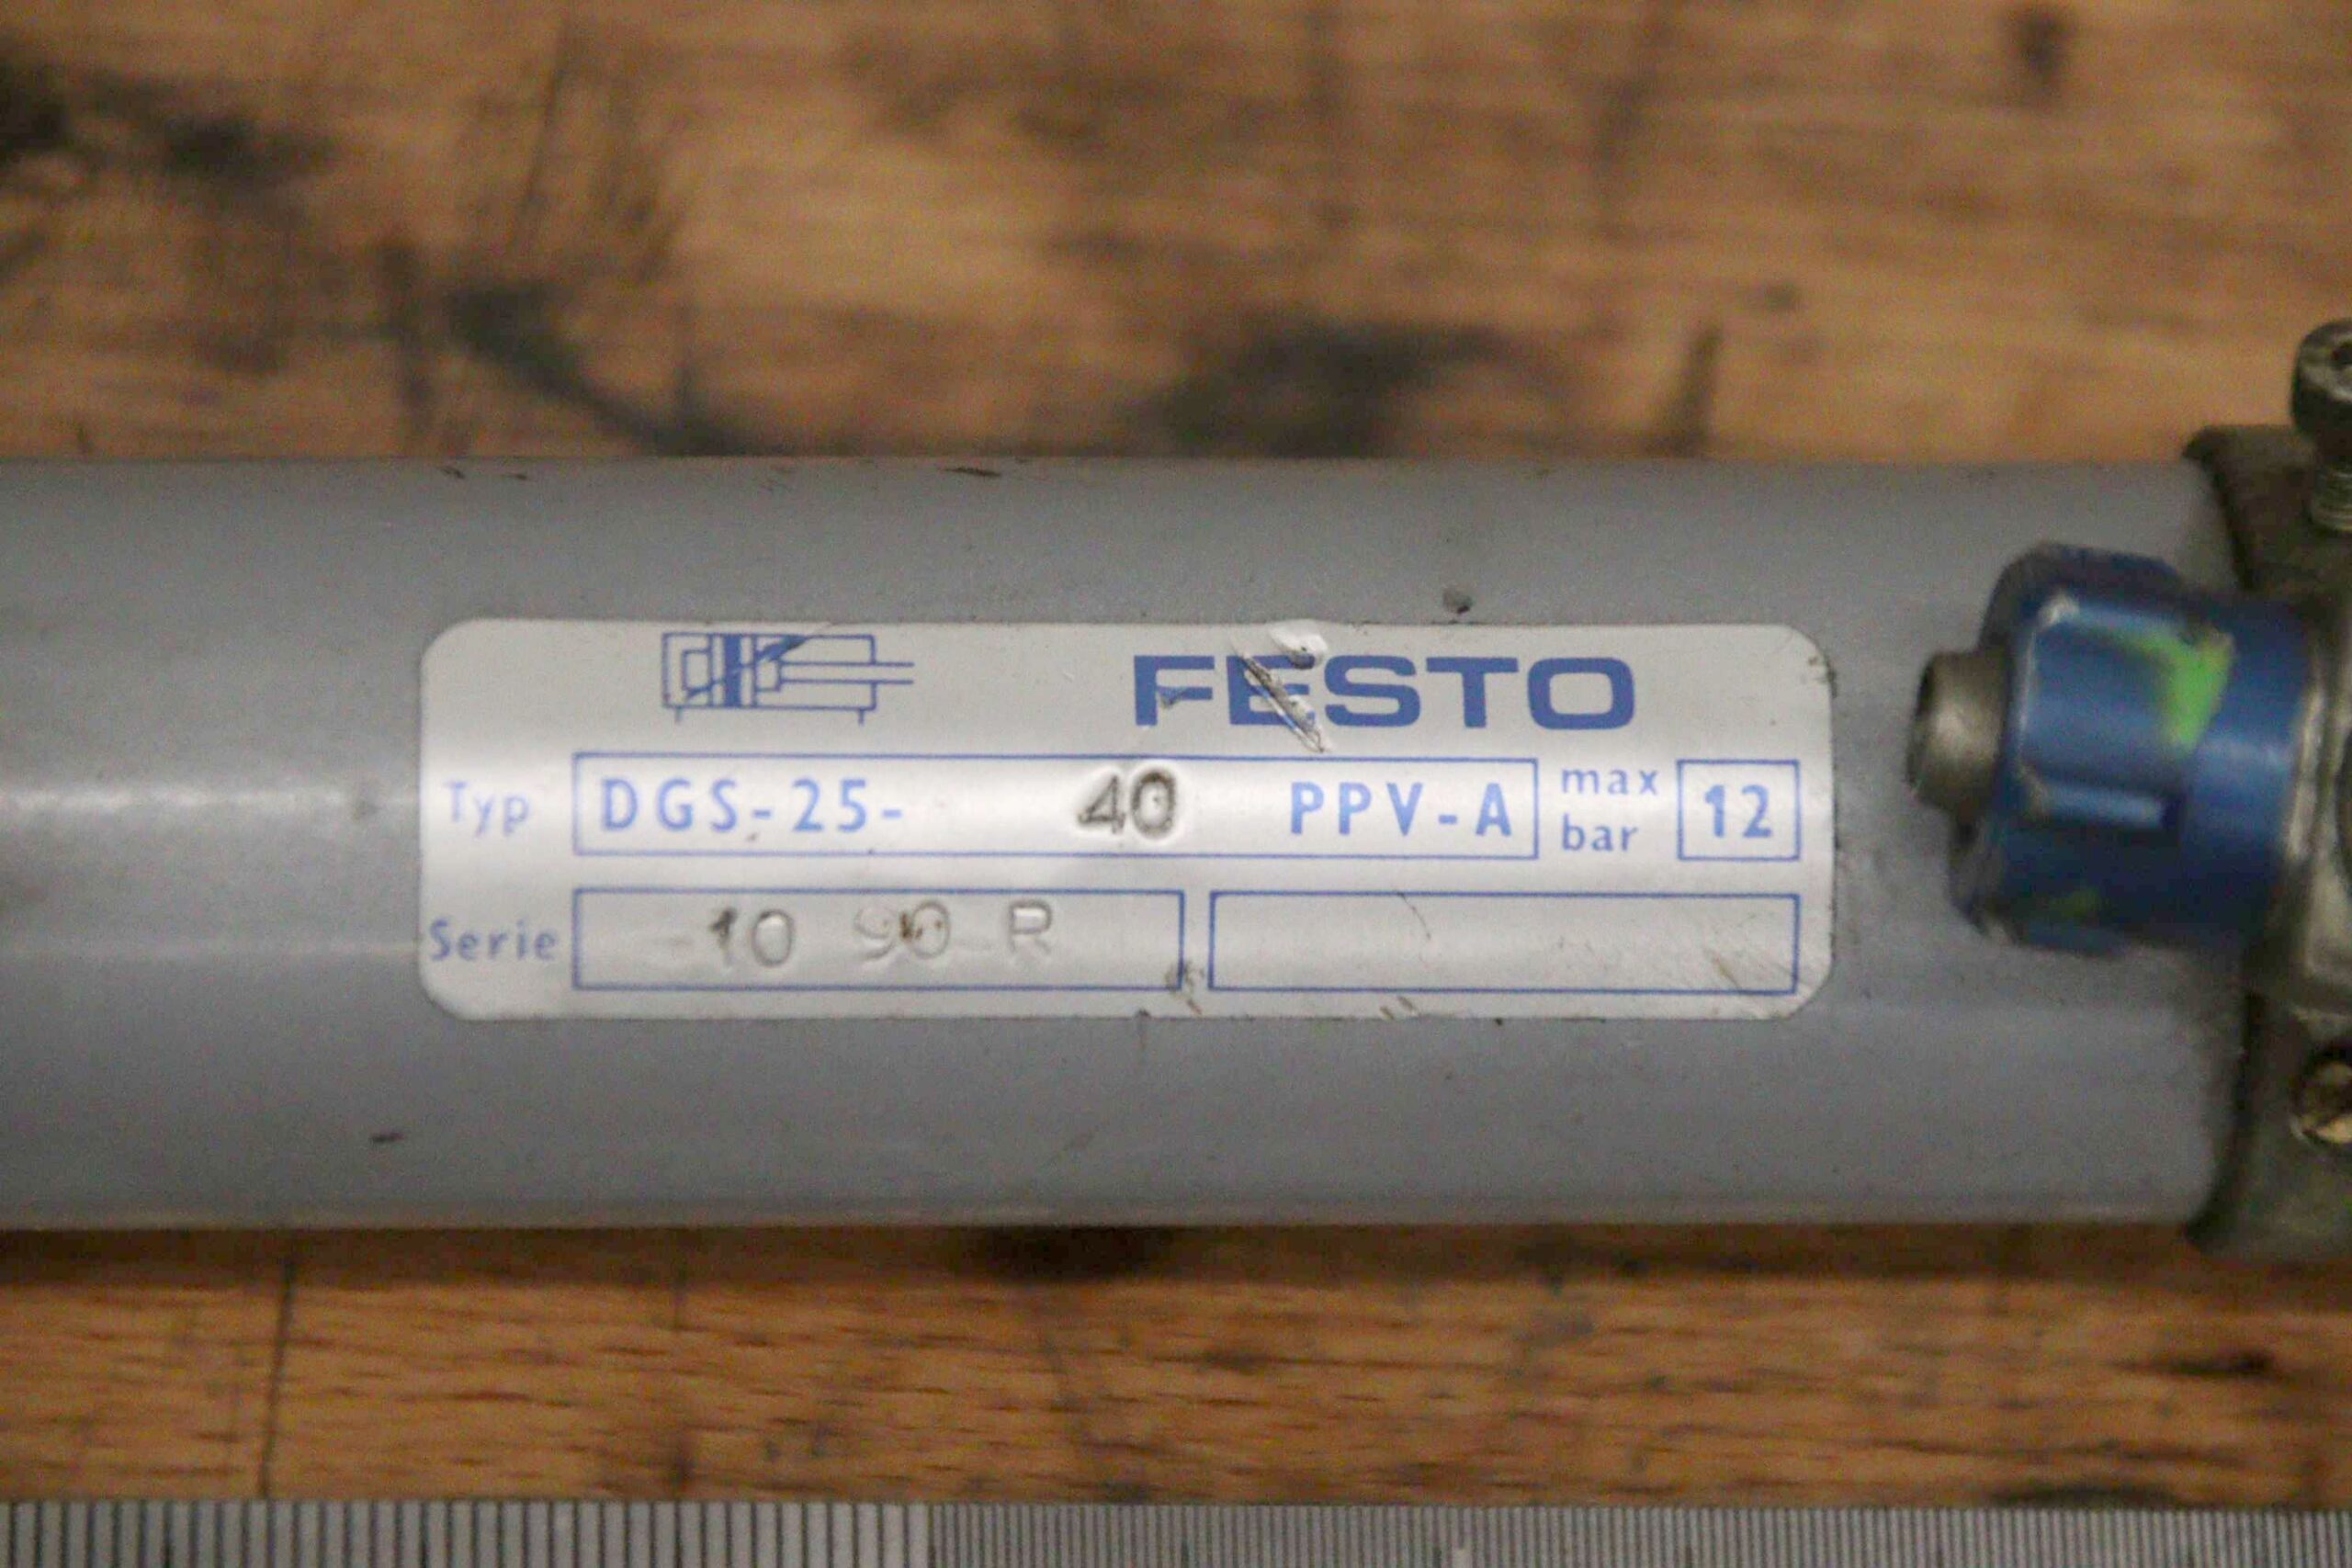 FESTO
Typ DGS-25- 40 PPV-A max bar 12
Serie 10 90 R